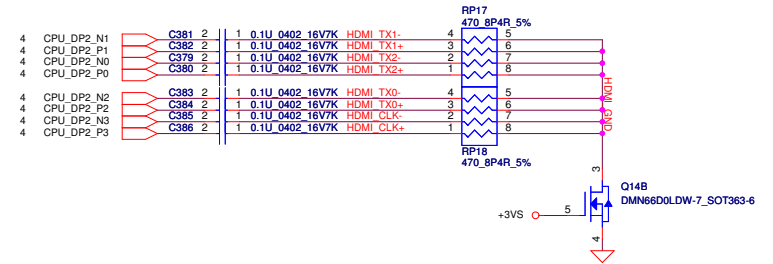 RP17
470_8P4R_5%
4 CPU_DP2_N1 C381 2 1 0.1U_0402_16V7K HDMI_TX1- 4 5
4 CPU_DP2_P1 C382 2 1 0.1U_0402_16V7K HDMI_TX1+ 3 6
4 CPU_DP2_N0 C379 2 1 0.1U_0402_16V7K HDMI_TX2- 2 7
4 CPU_DP2_P0 C380 2 1 0.1U_0402_16V7K HDMI_TX2+ 1 8
4 CPU_DP2_N2 C383 2 1 0.1U_0402_16V7K HDMI_TX0- 4 5
4 CPU_DP2_P2 C384 2 1 0.1U_0402_16V7K HDMI_TX0+ 3 6
4 CPU_DP2_N3 C385 2 1 0.1U_0402_16V7K HDMI_CLK- 2 7
4 CPU_DP2_P3 C386 2 1 0.1U_0402_16V7K HDMI_CLK+ 1 8
HDMI_GND
RP18
470_8P4R_5%
3
Q14B
DMN66D0LDW-7_SOT363-6
+3VS 5
4